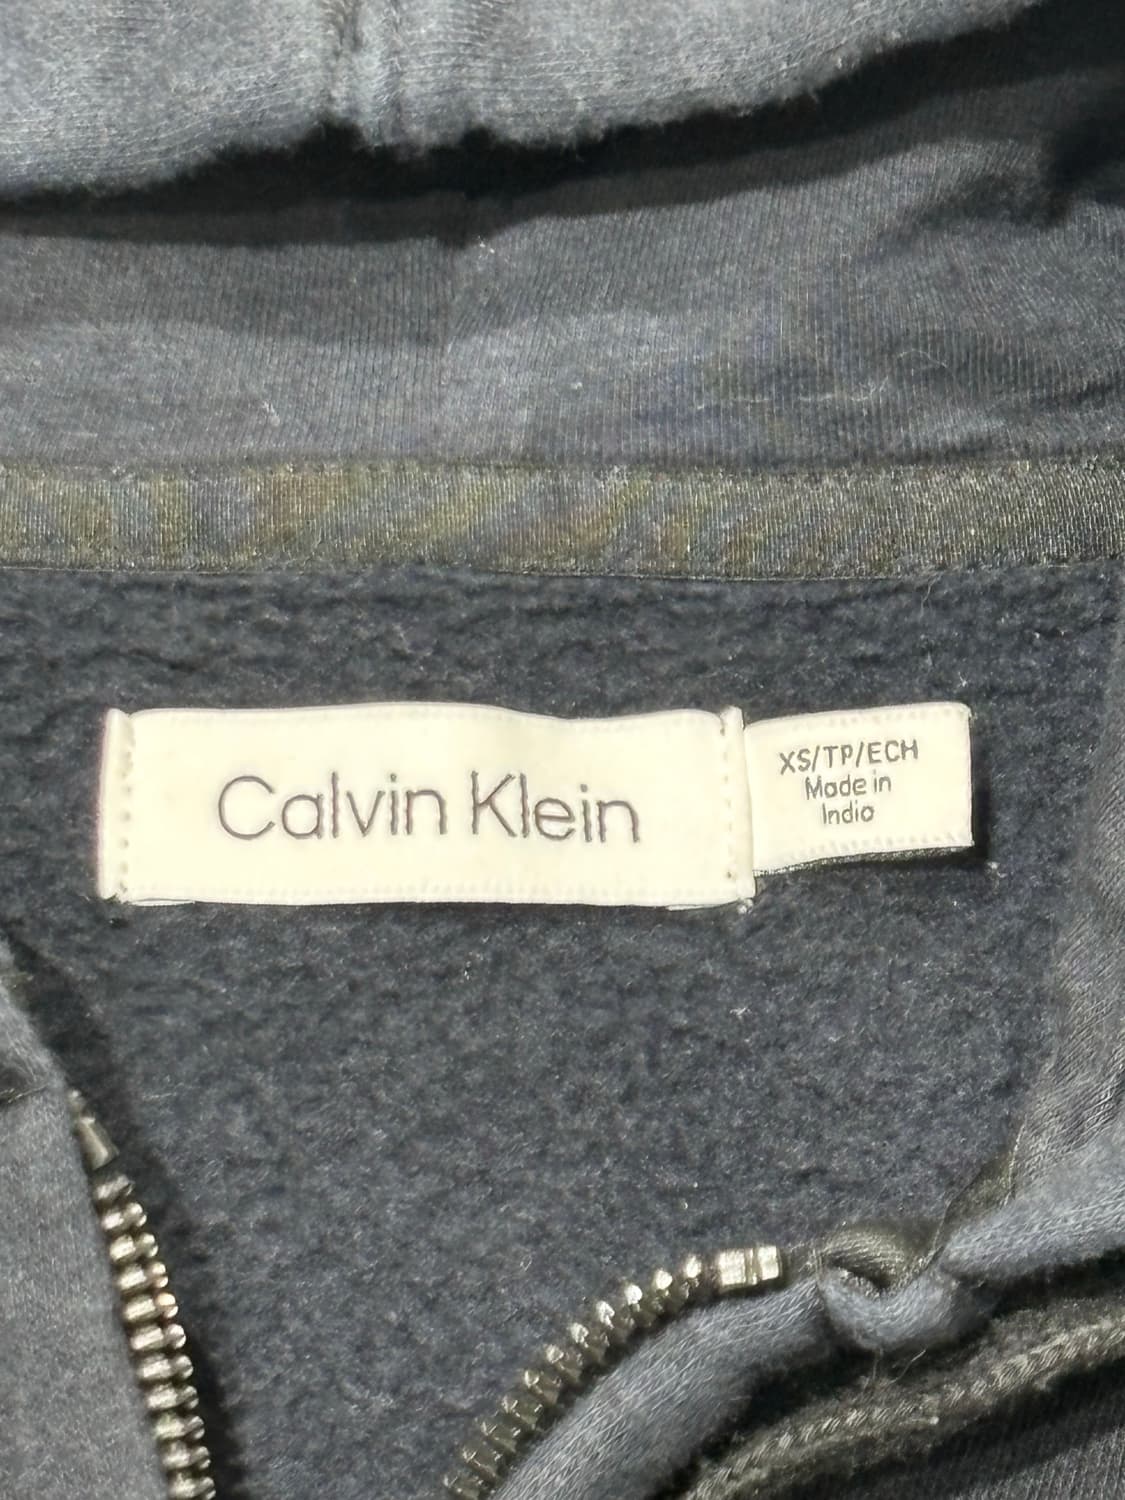 Calvin Klein
XS/TP/ECH
Made in
India